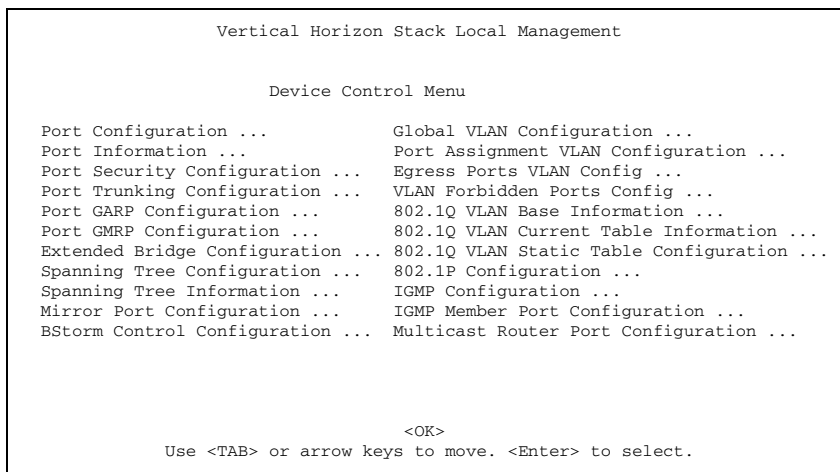 Vertical Horizon Stack Local Management
Device Control Menu
Port Configuration ... Global VLAN Configuration ...
Port Information ... Port Assignment VLAN Configuration ...
Port Security Configuration ... Egress Ports VLAN Config ...
Port Trunking Configuration ... VLAN Forbidden Ports Config ...
Port GARP Configuration ... 802.1Q VLAN Base Information ...
Port GMRP Configuration ... 802.1Q VLAN Current Table Information ...
Extended Bridge Configuration ... 802.1Q VLAN Static Table Configuration ...
Spanning Tree Configuration ... 802.1P Configuration ...
Spanning Tree Information ... IGMP Configuration ...
Mirror Port Configuration ... IGMP Member Port Configuration ...
BStorm Control Configuration ... Multicast Router Port Configuration ...
<OK>
Use <TAB> or arrow keys to move. <Enter> to select.